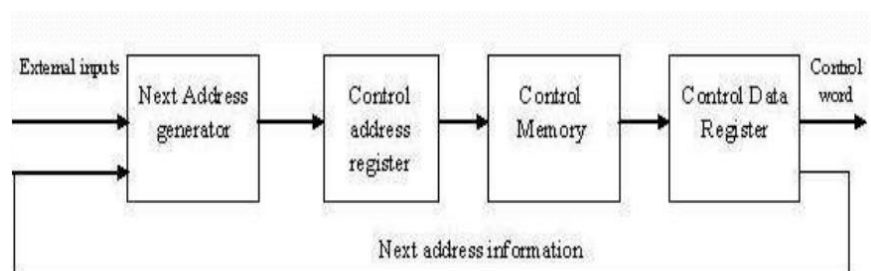 External inputs
Next Address
generator
Control
address
register
Control
Memory
Control Data
Register
Control
word
Next address information